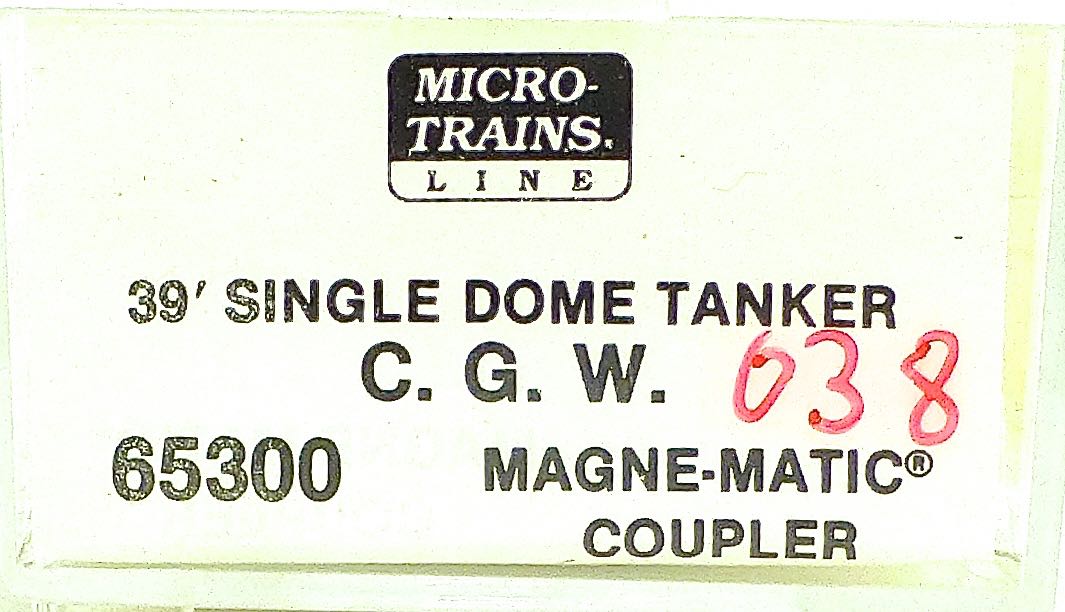 MICRO-
TRAINS.
LINE
39' SINGLE DOME TANKER
C. G. W. 038
65300 MAGNE-MATIC®
COUPLER